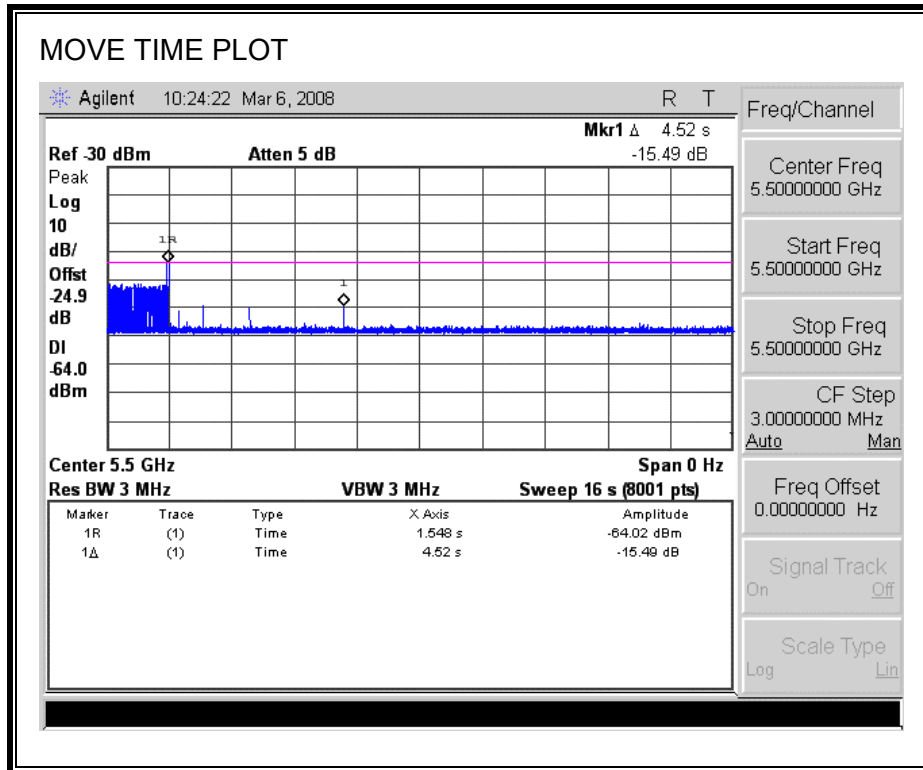 MOVE TIME PLOT
Agilent 10:24:22 Mar 6, 2008 R T
Mkr1 Δ 4.52 s
Ref -30 dBm Atten 5 dB -15.49 dB
Peak
Log
10
dB/
Offst
-24.9
dB
DI
-64.0
dBm
1R
1
Center 5.5 GHz Span 0 Hz
Res BW 3 MHz VBW 3 MHz Sweep 16 s (8001 pts)
Marker Trace Type X Axis Amplitude
1R (1) Time 1.548 s -64.02 dBm
1Δ (1) Time 4.52 s -15.49 dB
Freq/Channel
Center Freq
5.50000000 GHz
Start Freq
5.50000000 GHz
Stop Freq
5.50000000 GHz
CF Step
3.00000000 MHz
Auto Man
Freq Offset
0.00000000 Hz
Signal Track
On Off
Scale Type
Log Lin